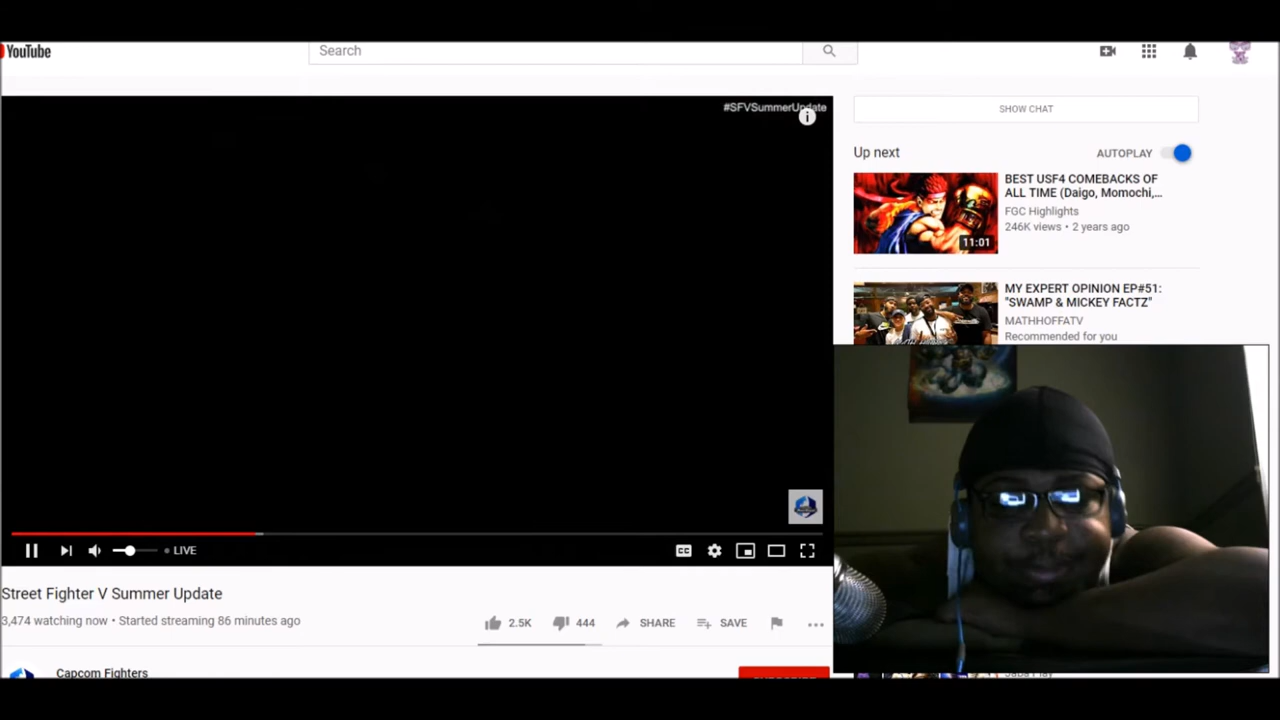 YouTube
Search
#SFVSummerUpdate
SHOW CHAT
Up next
AUTOPLAY
BEST USF4 COMEBACKS OF
ALL TIME (Daigo, Momochi,...
FGC Highlights
246K views • 2 years ago
11:01
MY EXPERT OPINION EP#51:
"SWAMP & MICKEY FACTZ"
MATHHOFFATV
Recommended for you
LIVE
CC
Street Fighter V Summer Update
3,474 watching now • Started streaming 86 minutes ago
2.5K
444
SHARE
SAVE
Capcom Fighters